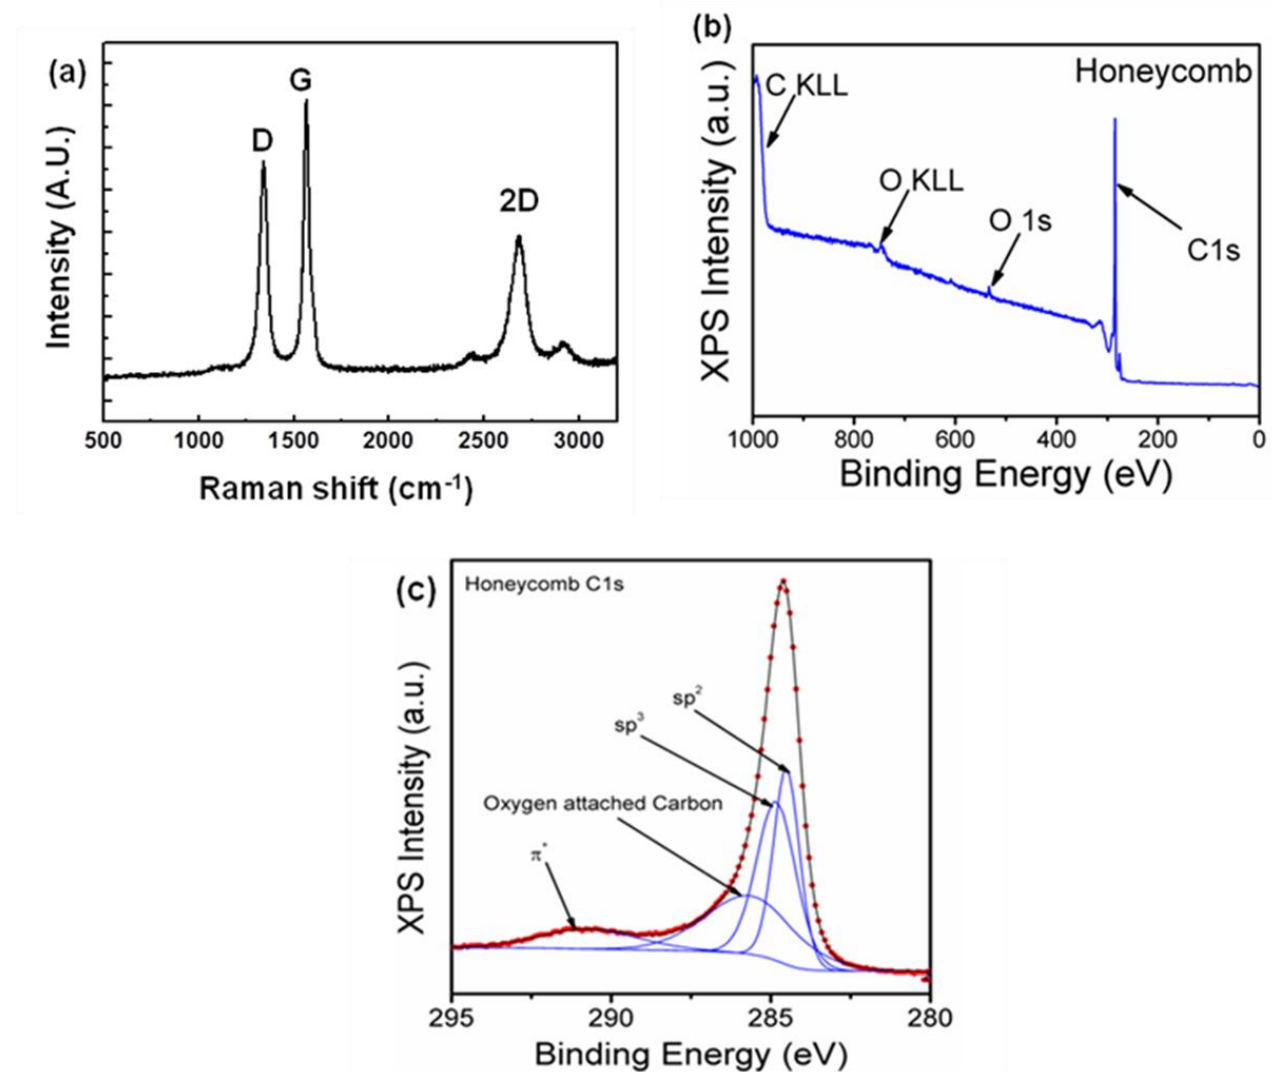 (a)
G
D
2D
Intensity (A.U.)
500 1000 1500 2000 2500 3000
Raman shift (cm-1)
(b)
Honeycomb
C KLL
O KLL
O 1s
C1s
XPS Intensity (a.u.)
1000 800 600 400 200 0
Binding Energy (eV)
(c)
Honeycomb C1s
sp2
sp3
Oxygen attached Carbon
π*
XPS Intensity (a.u.)
295 290 285 280
Binding Energy (eV)